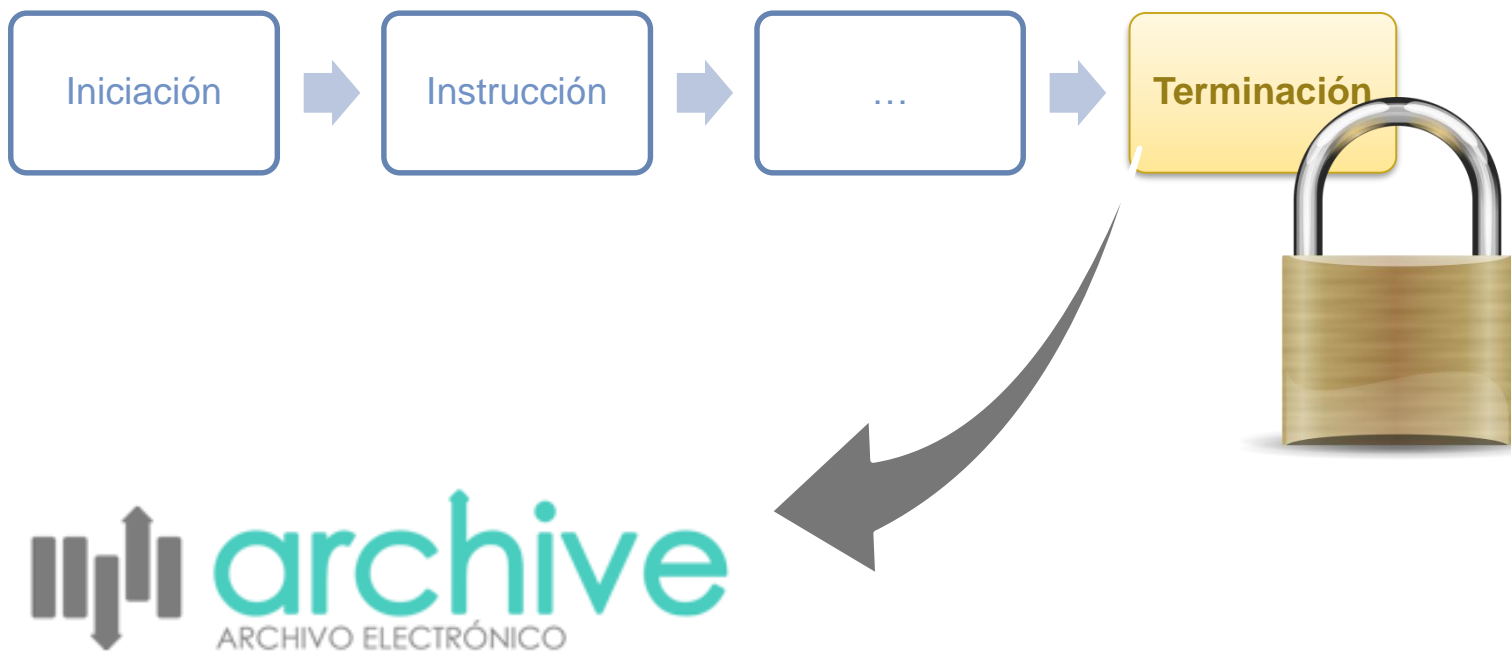 Iniciación
Instrucción
…
Terminación
archive
ARCHIVO ELECTRÓNICO